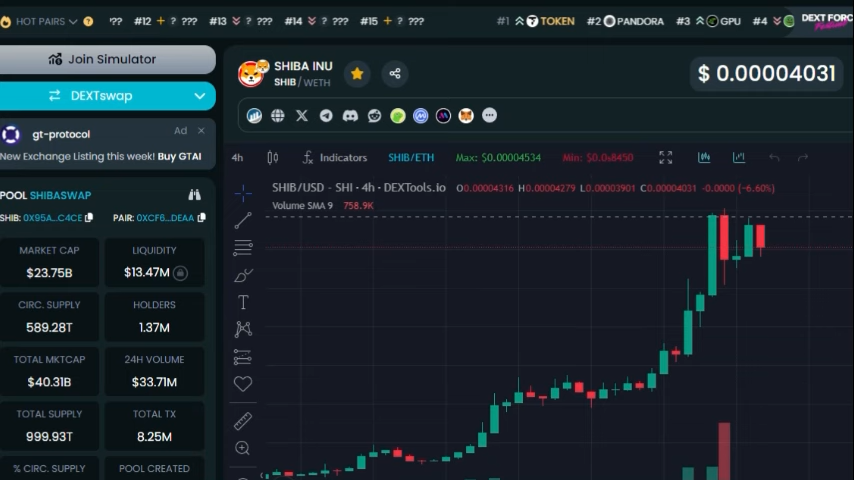 HOT PAIRS ? ??? #12 ? ??? #13 ? ??? #14 ? ??? #15 ? ??? #1 TOKEN #2 PANDORA #3 GPU #4 DEXT FORC
Join Simulator
DEXTswap
gt-protocol Ad ×
New Exchange Listing this week! Buy GTAI
POOL SHIBASWAP
SHIB: 0X95A...C4CE PAIR: 0XCF6...DEAA
MARKET CAP
$23.75B
LIQUIDITY
$13.47M
CIRC. SUPPLY
589.28T
HOLDERS
1.37M
TOTAL MKTCAP
$40.31B
24H VOLUME
$33.71M
TOTAL SUPPLY
999.93T
TOTAL TX
8.25M
% CIRC. SUPPLY
POOL CREATED
SHIBA INU
SHIB / WETH
$ 0.00004031
4h Indicators SHIB/ETH Max: $0.00004534 Min: $0.0₈8450
SHIB/USD - SHI · 4h · DEXTools.io O0.00004316 H0.00004279 L0.00003901 C0.00004031 -0.0000 (-6.60%)
Volume SMA 9 758.9K